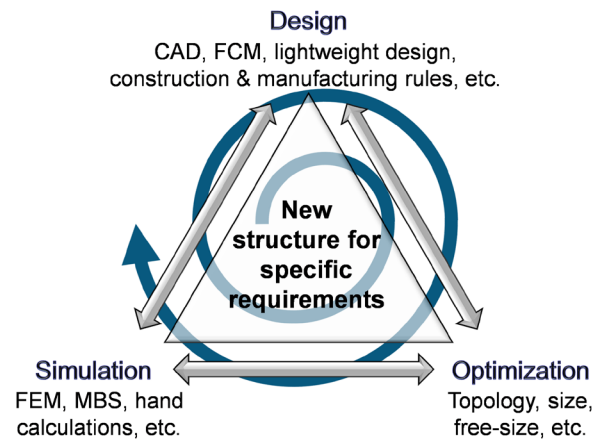 Design
CAD, FCM, lightweight design,
construction & manufacturing rules, etc.
New
structure for
specific
requirements
Simulation
FEM, MBS, hand
calculations, etc.
Optimization
Topology, size,
free-size, etc.